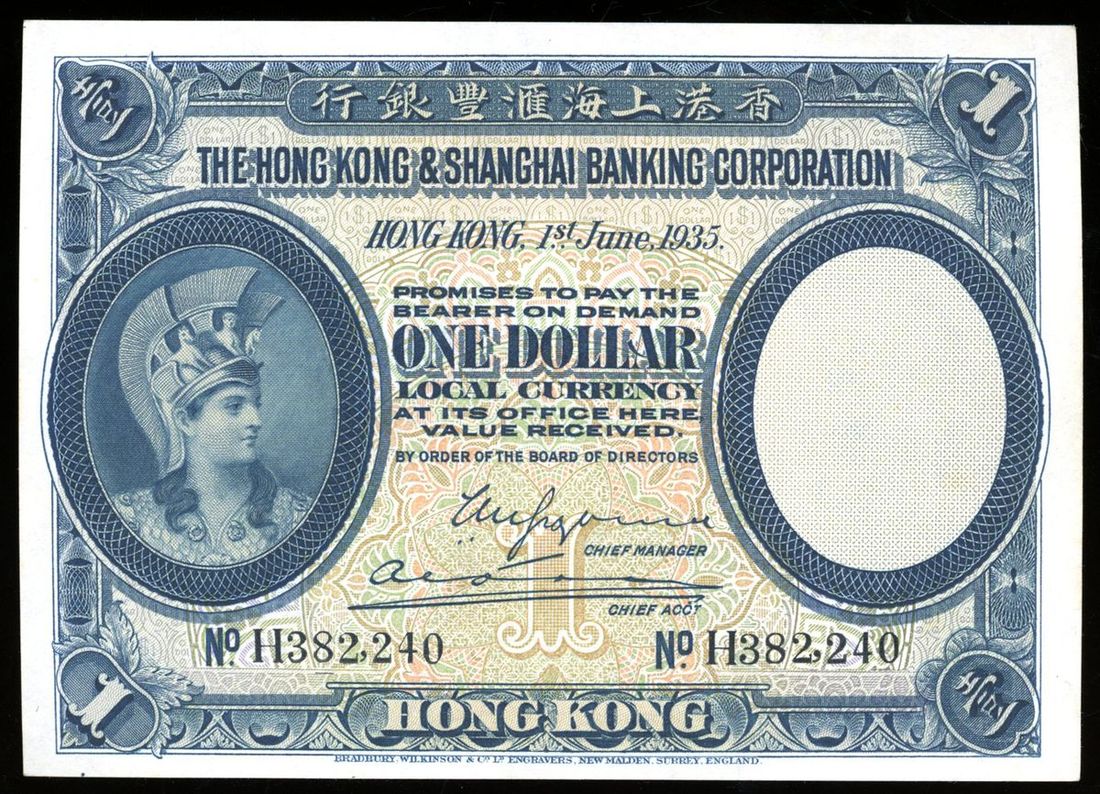 行銀豐滙海上港香
THE HONG KONG & SHANGHAI BANKING CORPORATION
HONG KONG, 1st June, 1935.
PROMISES TO PAY THE
BEARER ON DEMAND
ONE DOLLAR
LOCAL CURRENCY
AT ITS OFFICE HERE,
VALUE RECEIVED.
BY ORDER OF THE BOARD OF DIRECTORS
CHIEF MANAGER
CHIEF ACCT
1
No. H382,240 No. H382,240
1
1
HONG KONG
BRADBURY, WILKINSON & Co. Ld. ENGRAVERS, NEW MALDEN, SURREY, ENGLAND.